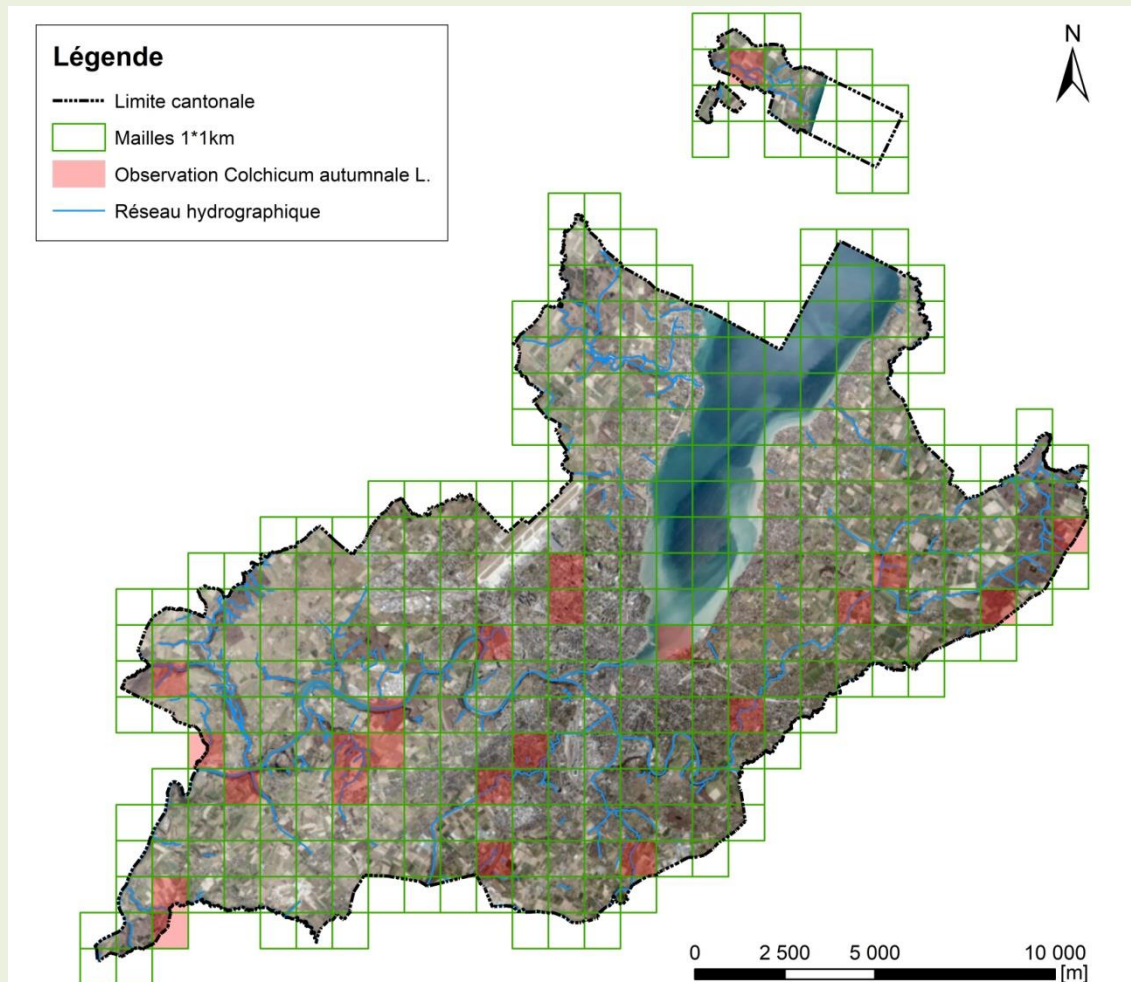 Légende
Limite cantonale
Mailles 1*1km
Observation Colchicum autumnale L.
Réseau hydrographique
N
0 2 500 5 000 10 000
[m]